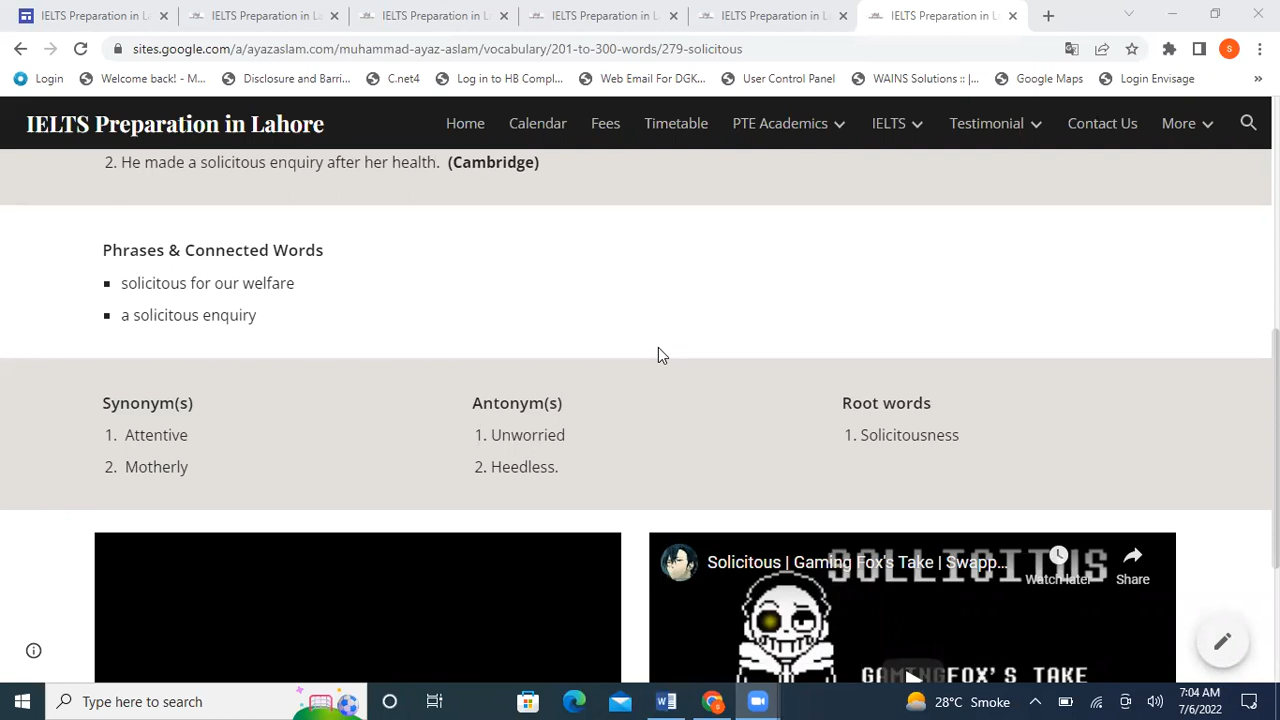 IELTS Preparation in L
IELTS Preparation in L
IELTS Preparation in L
IELTS Preparation in L
IELTS Preparation in L
IELTS Preparation in L
sites.google.com/a/ayazaslam.com/muhammad-ayaz-aslam/vocabulary/201-to-300-words/279-solicitous
S
Login
Welcome back! - M...
Disclosure and Barri...
C.net4
Log in to HB Compl...
Web Email For DGK...
User Control Panel
WAINS Solutions :: |...
Google Maps
Login Envisage
IELTS Preparation in Lahore
Home
Calendar
Fees
Timetable
PTE Academics
IELTS
Testimonial
Contact Us
More
2. He made a solicitous enquiry after her health. (Cambridge)
Phrases & Connected Words
solicitous for our welfare
a solicitous enquiry
Synonym(s)
1. Attentive
2. Motherly
Antonym(s)
1. Unworried
2. Heedless.
Root words
1. Solicitousness
Solicitous | Gaming Fox's Take | Swapp...
SOLLICITUS
Watch later
Share
GAMINGFOX'S TAKE
Type here to search
28°C Smoke
7:04 AM
7/6/2022